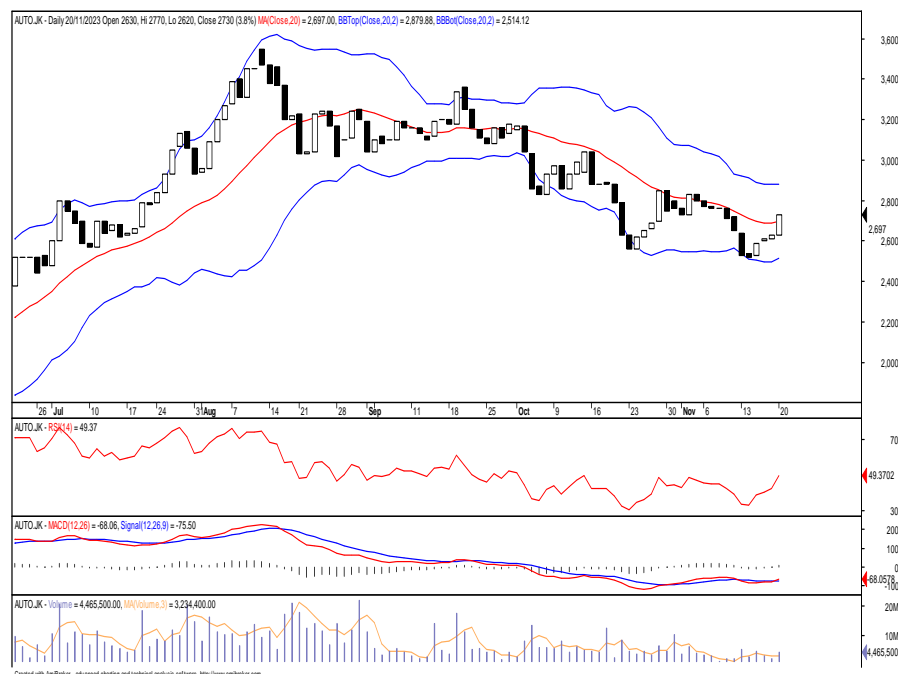 AUTO.JK - Daily 20/11/2023 Open 2630, Hi 2770, Lo 2620, Close 2730 (3.8%) MA(Close,20) = 2,697.00, BBTop(Close,20,2) = 2,879.88, BBBot(Close,20,2) = 2,514.12
3,600
3,400
3,200
3,000
2,800
2,697
2,600
2,400
2,200
2,000
26 Jul 10 17 24 31 Aug 7 14 21 28 Sep 11 18 25 Oct 9 16 23 30 Nov 6 13 20
AUTO.JK - RSI(14) = 49.37
70
49.3702
30
AUTO.JK - MACD(12,26) = -68.06, Signal(12,26,9) = -75.50
200
100
0
-68.0578
-100
AUTO.JK - Volume = 4,465,500.00, MA(Volume,3) = 3,234,400.00
20M
10M
4,465,500